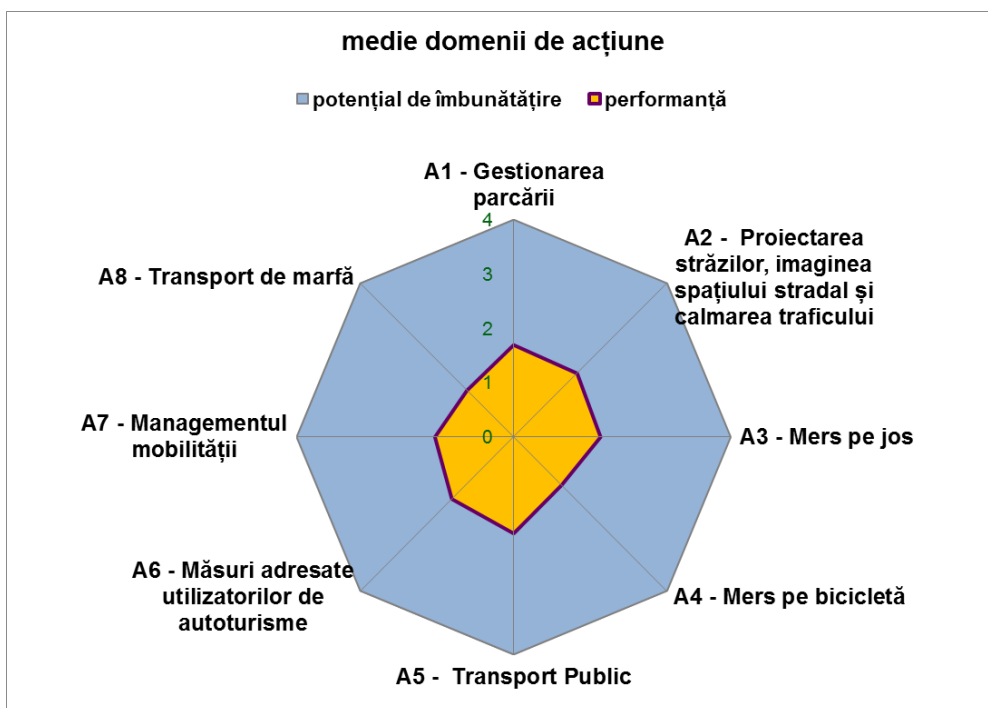 medie domenii de acțiune
potențial de îmbunătățire performanță
A1 - Gestionarea
parcării
4
A2 - Proiectarea
străzilor, imaginea
spațiului stradal și
calmarea traficului
A8 - Transport de marfă
3
2
1
A7 - Managementul
mobilității
0
A3 - Mers pe jos
A6 - Măsuri adresate
utilizatorilor de
autoturisme
A4 - Mers pe bicicletă
A5 - Transport Public